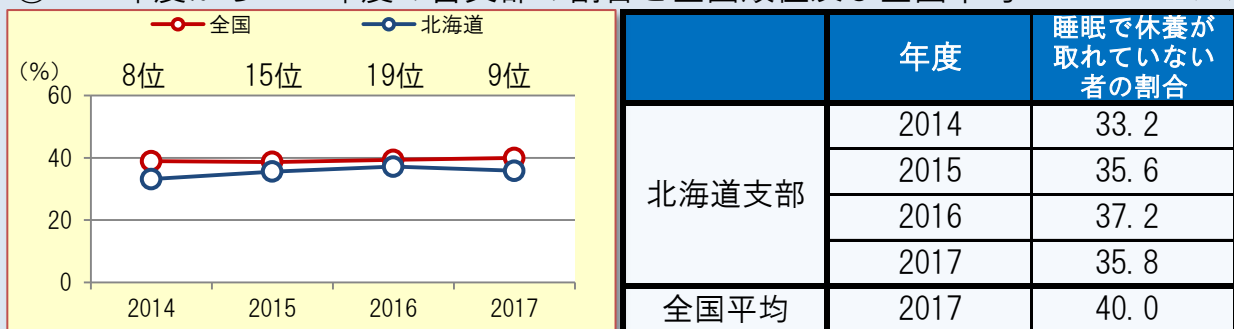 全国 北海道
(%) 8位 15位 19位 9位
60
40
20
0
2014 2015 2016 2017
年度 睡眠で休養が
取れていない
者の割合
北海道支部
2014 33.2
2015 35.6
2016 37.2
2017 35.8
全国平均 2017 40.0